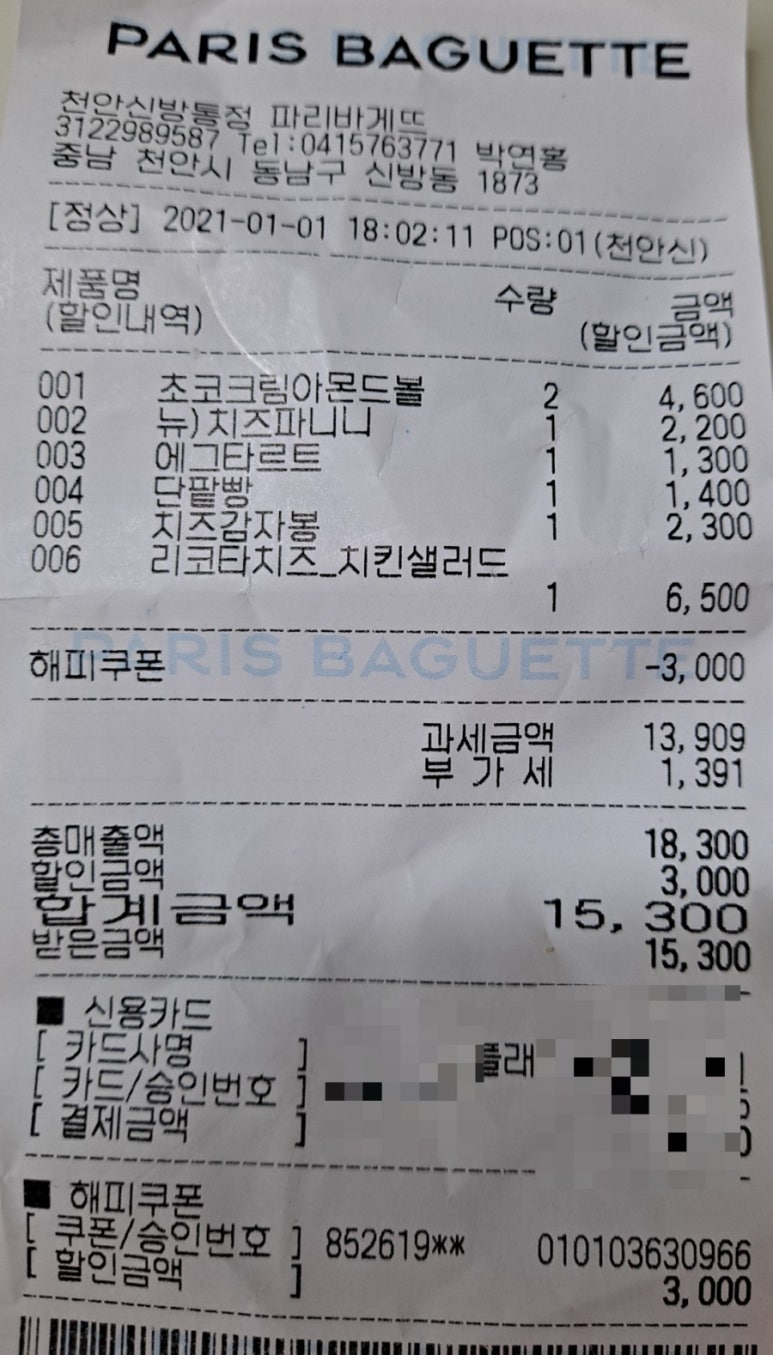 PARIS BAGUETTE
천안신방통정 파리바게뜨
3122989587 Tel:0415763771 박연홍
충남 천안시 동남구 신방동 1873
[정상] 2021-01-01 18:02:11 POS:01(천안신)
제품명 수량 금액
(할인내역) (할인금액)
001 초코크림아몬드볼 2 4,600
002 뉴)치즈파니니 1 2,200
003 에그타르트 1 1,300
004 단팥빵 1 1,400
005 치즈감자봉 1 2,300
006 리코타치즈_치킨샐러드
1 6,500
PARIS BAGUETTE
해피쿠폰 -3,000
과세금액 13,909
부 가 세 1,391
총매출액 18,300
할인금액 3,000
합계금액 15,300
받은금액 15,300
■ 신용카드
[ 카드사명 ] 플래
[ 카드/승인번호 ]
[ 결제금액 ]
■ 해피쿠폰
[ 쿠폰/승인번호 ] 852619** 010103630966
[ 할인금액 ] 3,000